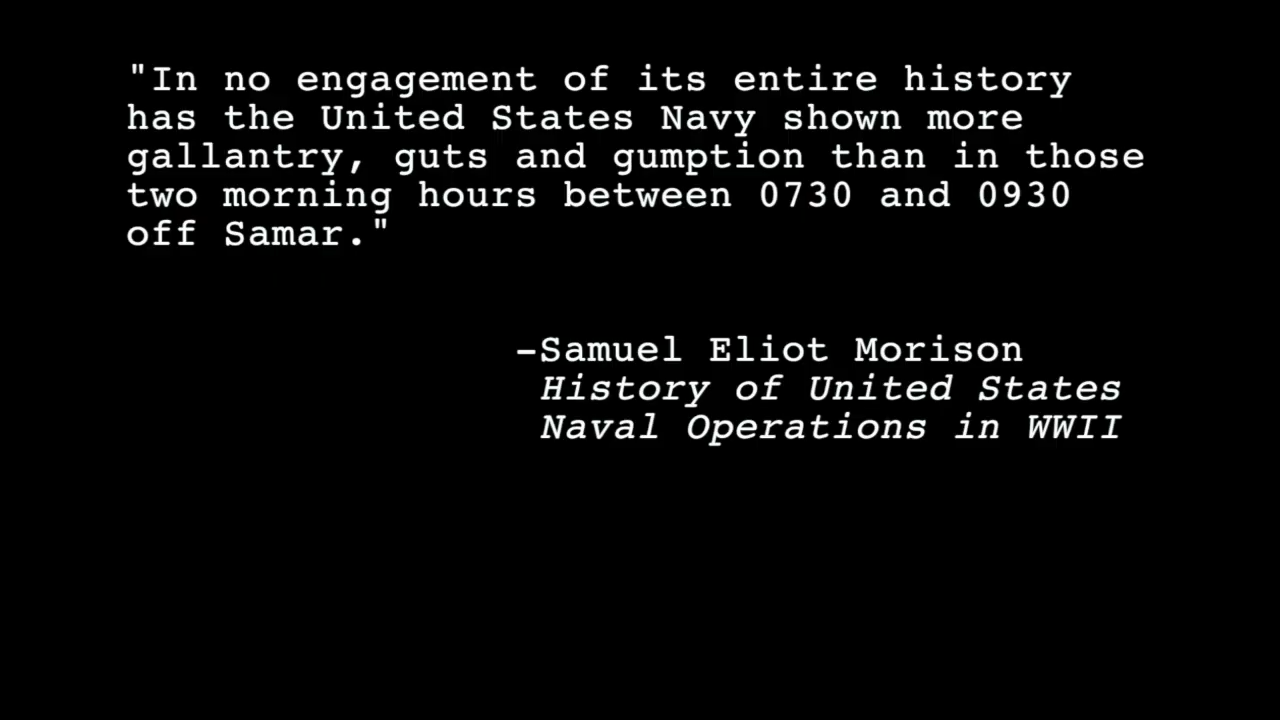 "In no engagement of its entire history
has the United States Navy shown more
gallantry, guts and gumption than in those
two morning hours between 0730 and 0930
off Samar."
–Samuel Eliot Morison
History of United States
Naval Operations in WWII